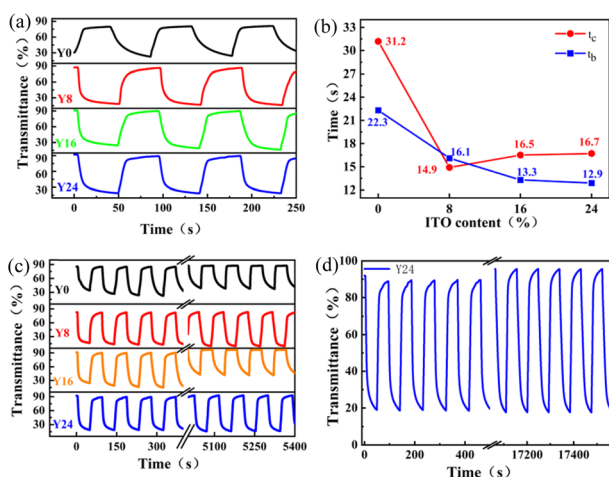 (a)
Transmittance (%)
90
60
30
Y0
90
60
30
Y8
90
60
30
Y16
90
60
30
Y24
0 50 100 150 200 250
Time (s)
(b)
Time (s)
33
30
27
24
21
18
15
12
31.2
22.3
14.9
16.1
16.5
13.3
16.7
12.9
tc
tb
0 8 16 24
ITO content (%)
(c)
Transmittance (%)
90
60
30
Y0
90
60
30
Y8
90
60
30
Y16
90
60
30
Y24
0 150 300 5100 5250 5400
Time (s)
(d)
Transmittance (%)
100
80
60
40
20
0
Y24
0 200 400 17200 17400
Time (s)